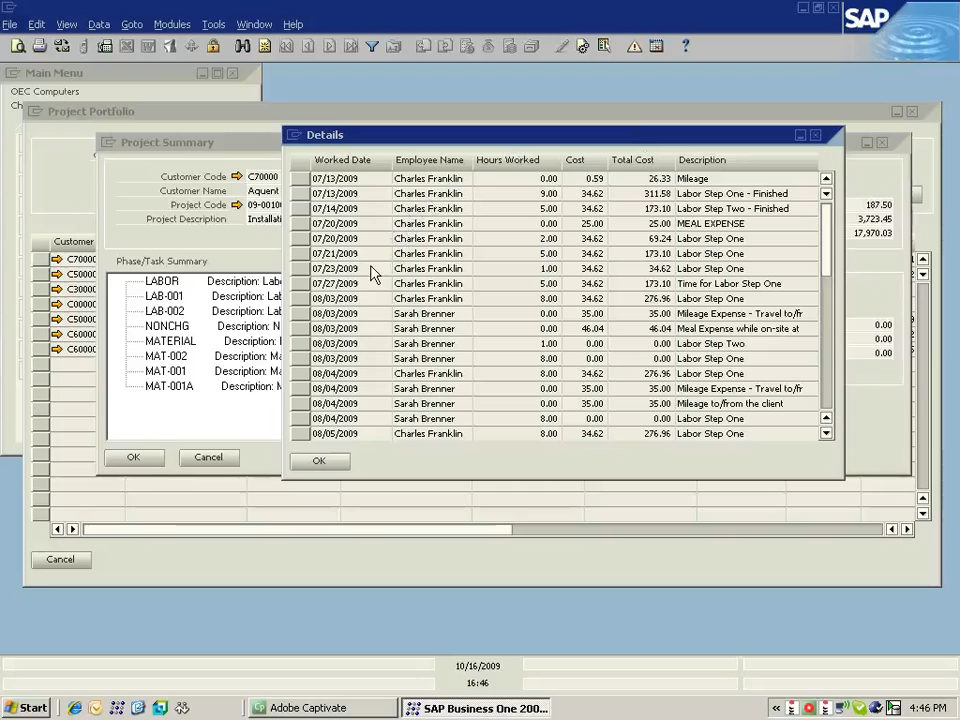 File Edit View Data Goto Modules Tools Window Help
SAP
Main Menu
OEC Computers
Project Portfolio
Project Summary
Customer Code C70000
Customer Name Aquent
Project Code
Project Description
Phase/Task Summary
LABOR Description:
LAB-001 Description:
LAB-002 Description:
NONCHG Description:
MATERIAL Description:
MAT-002 Description:
MAT-001 Description:
MAT-001A Description:
OK Cancel
Customer
C7000
C5000
C3000
C0000
C5000
C6000
C6000
187.50
3,723.45
17,970.03
0.00
0.00
0.00
Cancel
Details
Worked Date Employee Name Hours Worked Cost Total Cost Description
07/13/2009 Charles Franklin 0.00 0.59 26.33 Mileage
07/13/2009 Charles Franklin 9.00 34.62 311.58 Labor Step One - Finished
07/14/2009 Charles Franklin 5.00 34.62 173.10 Labor Step Two - Finished
07/20/2009 Charles Franklin 0.00 25.00 25.00 MEAL EXPENSE
07/20/2009 Charles Franklin 2.00 34.62 69.24 Labor Step One
07/21/2009 Charles Franklin 5.00 34.62 173.10 Labor Step One
07/23/2009 Charles Franklin 1.00 34.62 34.62 Labor Step One
07/27/2009 Charles Franklin 5.00 34.62 173.10 Time for Labor Step One
08/03/2009 Charles Franklin 8.00 34.62 276.96 Labor Step One
08/03/2009 Sarah Brenner 0.00 35.00 35.00 Mileage Expense - Travel to/fr
08/03/2009 Sarah Brenner 0.00 46.04 46.04 Meal Expense while on-site at
08/03/2009 Sarah Brenner 1.00 0.00 0.00 Labor Step Two
08/03/2009 Sarah Brenner 8.00 0.00 0.00 Labor Step One
08/04/2009 Charles Franklin 8.00 34.62 276.96 Labor Step One
08/04/2009 Sarah Brenner 0.00 35.00 35.00 Mileage Expense - Travel to/fr
08/04/2009 Sarah Brenner 0.00 35.00 35.00 Mileage to/from the client
08/04/2009 Sarah Brenner 8.00 0.00 0.00 Labor Step One
08/05/2009 Charles Franklin 8.00 34.62 276.96 Labor Step One
OK
10/16/2009
16:46
Start Adobe Captivate SAP Business One 200... 4:46 PM